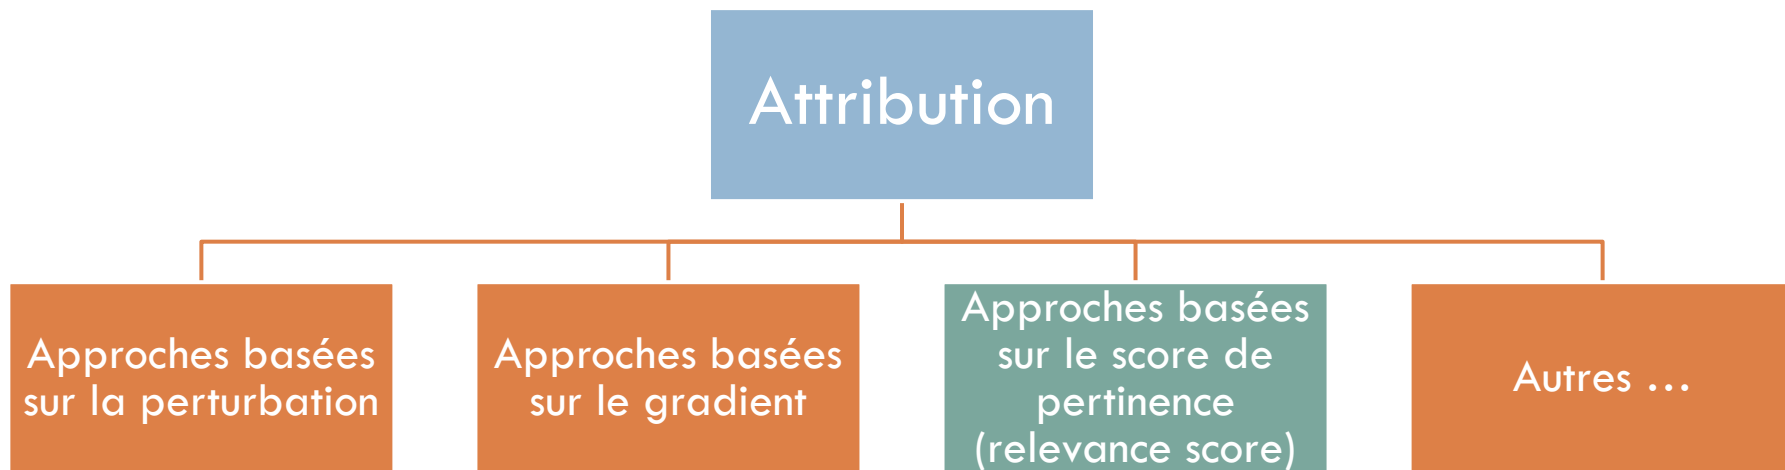 Attribution
Approches basées
sur la perturbation
Approches basées
sur le gradient
Approches basées
sur le score de
pertinence
(relevance score)
Autres ...